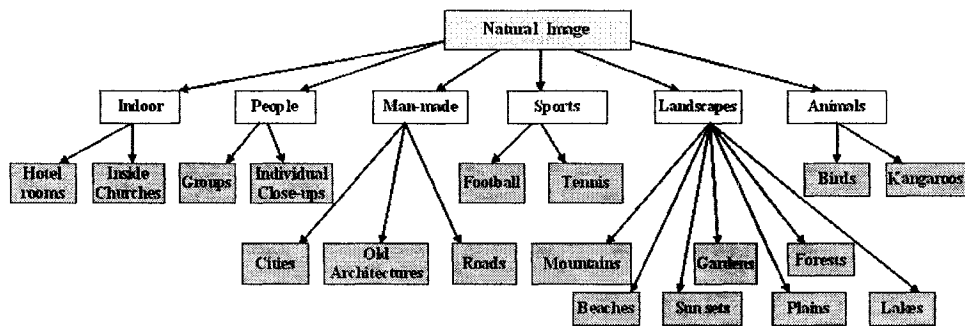 Natural Image
Indoor
People
Man-made
Sports
Landscapes
Animals
Hotel
rooms
Inside
Churches
Groups
Individual
Close-ups
Football
Tennis
Birds
Kangaroos
Cities
Old
Architectures
Roads
Mountains
Gardens
Forests
Beaches
Sun sets
Plains
Lakes